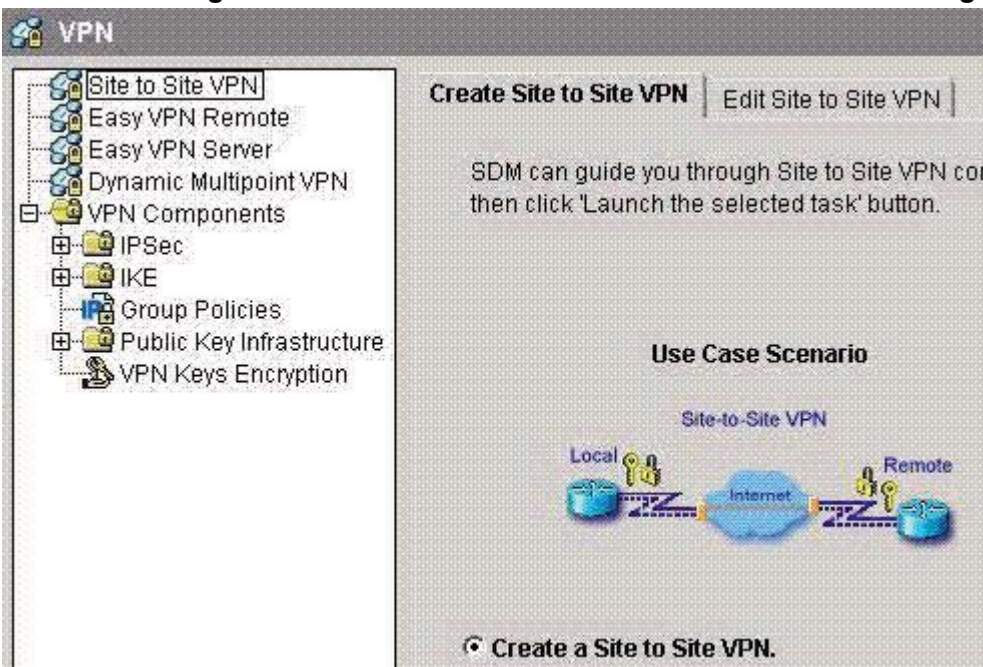 VPN
Site to Site VPN
Easy VPN Remote
Easy VPN Server
Dynamic Multipoint VPN
VPN Components
IPSec
IKE
Group Policies
Public Key Infrastructure
VPN Keys Encryption
Create Site to Site VPN
Edit Site to Site VPN
SDM can guide you through Site to Site VPN
then click 'Launch the selected task' button.
Use Case Scenario
Site-to-Site VPN
Local
Internet
Remote
Create a Site to Site VPN.